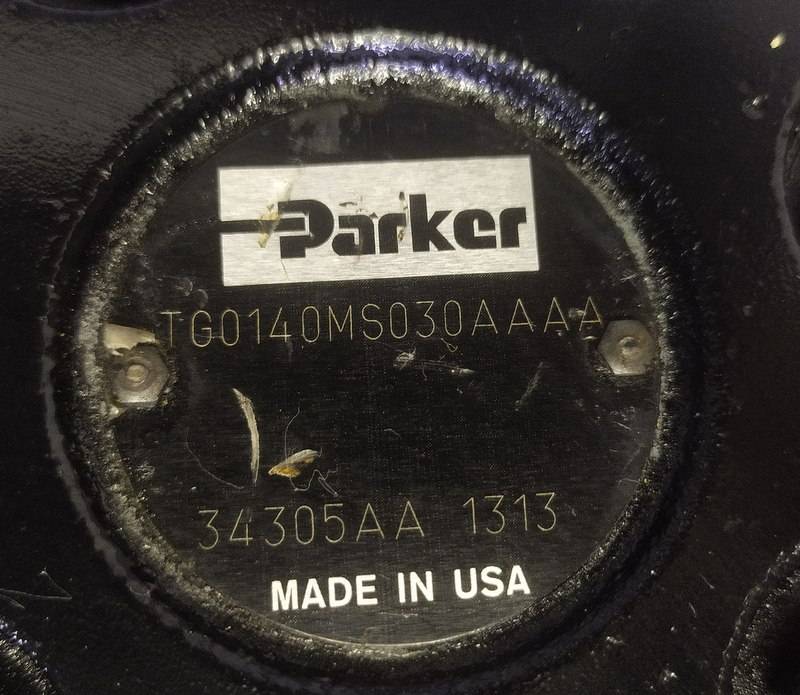 Parker
TG0140MS030AAAA
34305AA 1313
MADE IN USA